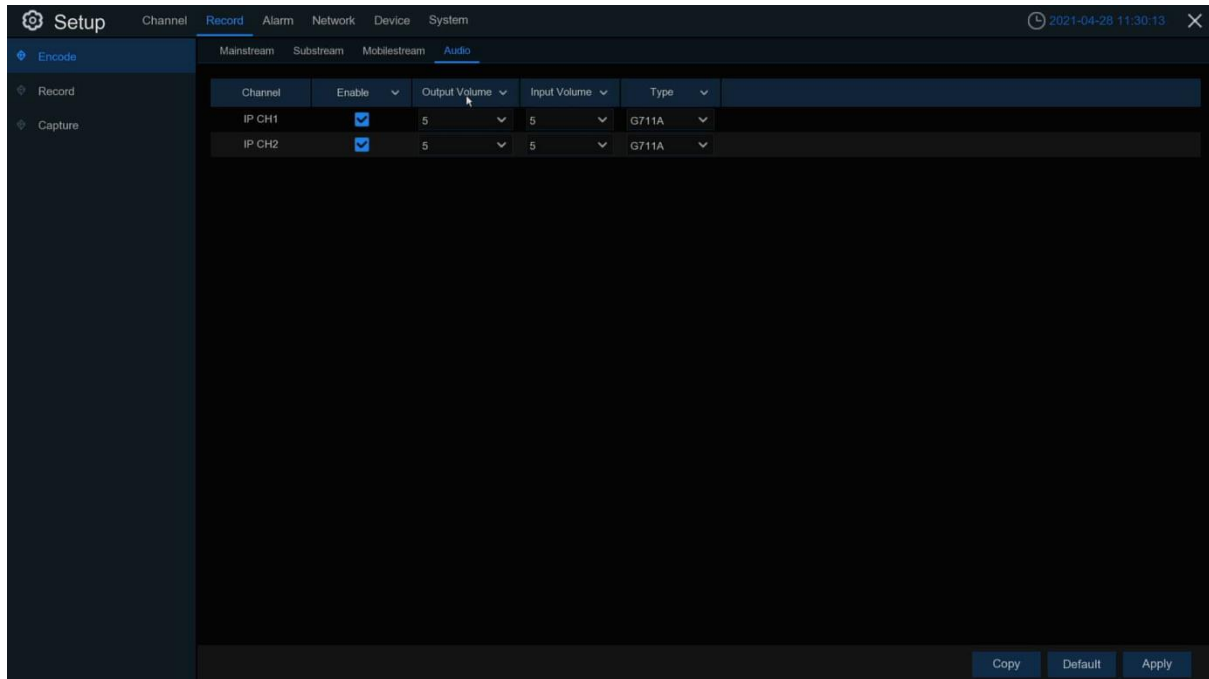 Setup Channel Record Alarm Network Device System 2021-04-28 11:30:13
Encode
Record
Capture
Mainstream Substream Mobilestream Audio
Channel Enable Output Volume Input Volume Type
IP CH1 5 5 G711A
IP CH2 5 5 G711A
Copy Default Apply